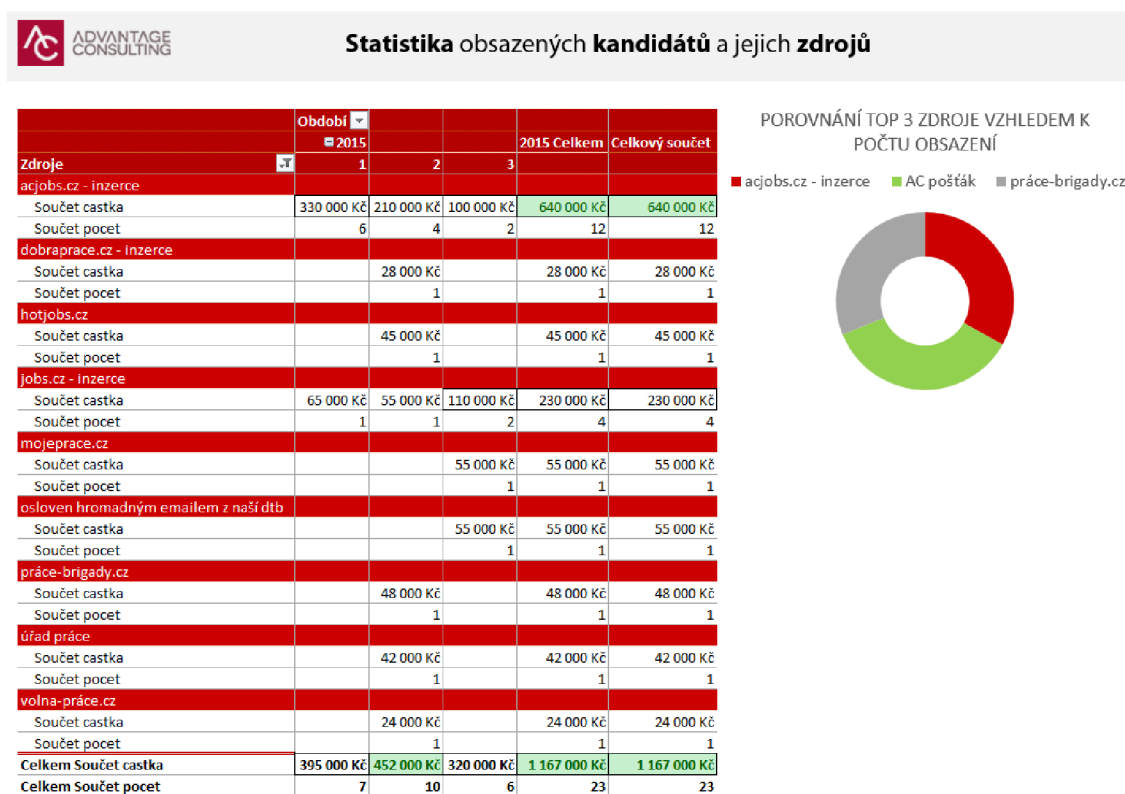 ADVANTAGE
CONSULTING
Statistika obsazených kandidátů a jejich zdrojů
Období
2015 2015 Celkem Celkový součet
Zdroje 1 2 3
acjobs.cz - inzerce
Součet castka 330 000 Kč 210 000 Kč 100 000 Kč 640 000 Kč 640 000 Kč
Součet pocet 6 4 2 12 12
dobraprace.cz - inzerce
Součet castka 28 000 Kč 28 000 Kč 28 000 Kč
Součet pocet 1 1 1
hotjobs.cz
Součet castka 45 000 Kč 45 000 Kč 45 000 Kč
Součet pocet 1 1 1
jobs.cz - inzerce
Součet castka 65 000 Kč 55 000 Kč 110 000 Kč 230 000 Kč 230 000 Kč
Součet pocet 1 1 2 4 4
mojeprace.cz
Součet castka 55 000 Kč 55 000 Kč 55 000 Kč
Součet pocet 1 1 1
osloven hromadným emailem z naší dtb
Součet castka 55 000 Kč 55 000 Kč 55 000 Kč
Součet pocet 1 1 1
práce-brigady.cz
Součet castka 48 000 Kč 48 000 Kč 48 000 Kč
Součet pocet 1 1 1
úřad práce
Součet castka 42 000 Kč 42 000 Kč 42 000 Kč
Součet pocet 1 1 1
volna-práce.cz
Součet castka 24 000 Kč 24 000 Kč 24 000 Kč
Součet pocet 1 1 1
Celkem Součet castka 395 000 Kč 452 000 Kč 320 000 Kč 1 167 000 Kč 1 167 000 Kč
Celkem Součet pocet 7 10 6 23 23
POROVNÁNÍ TOP 3 ZDROJE VZHLEDEM K
POČTU OBSAZENÍ
acjobs.cz - inzerce AC pošťák práce-brigady.cz